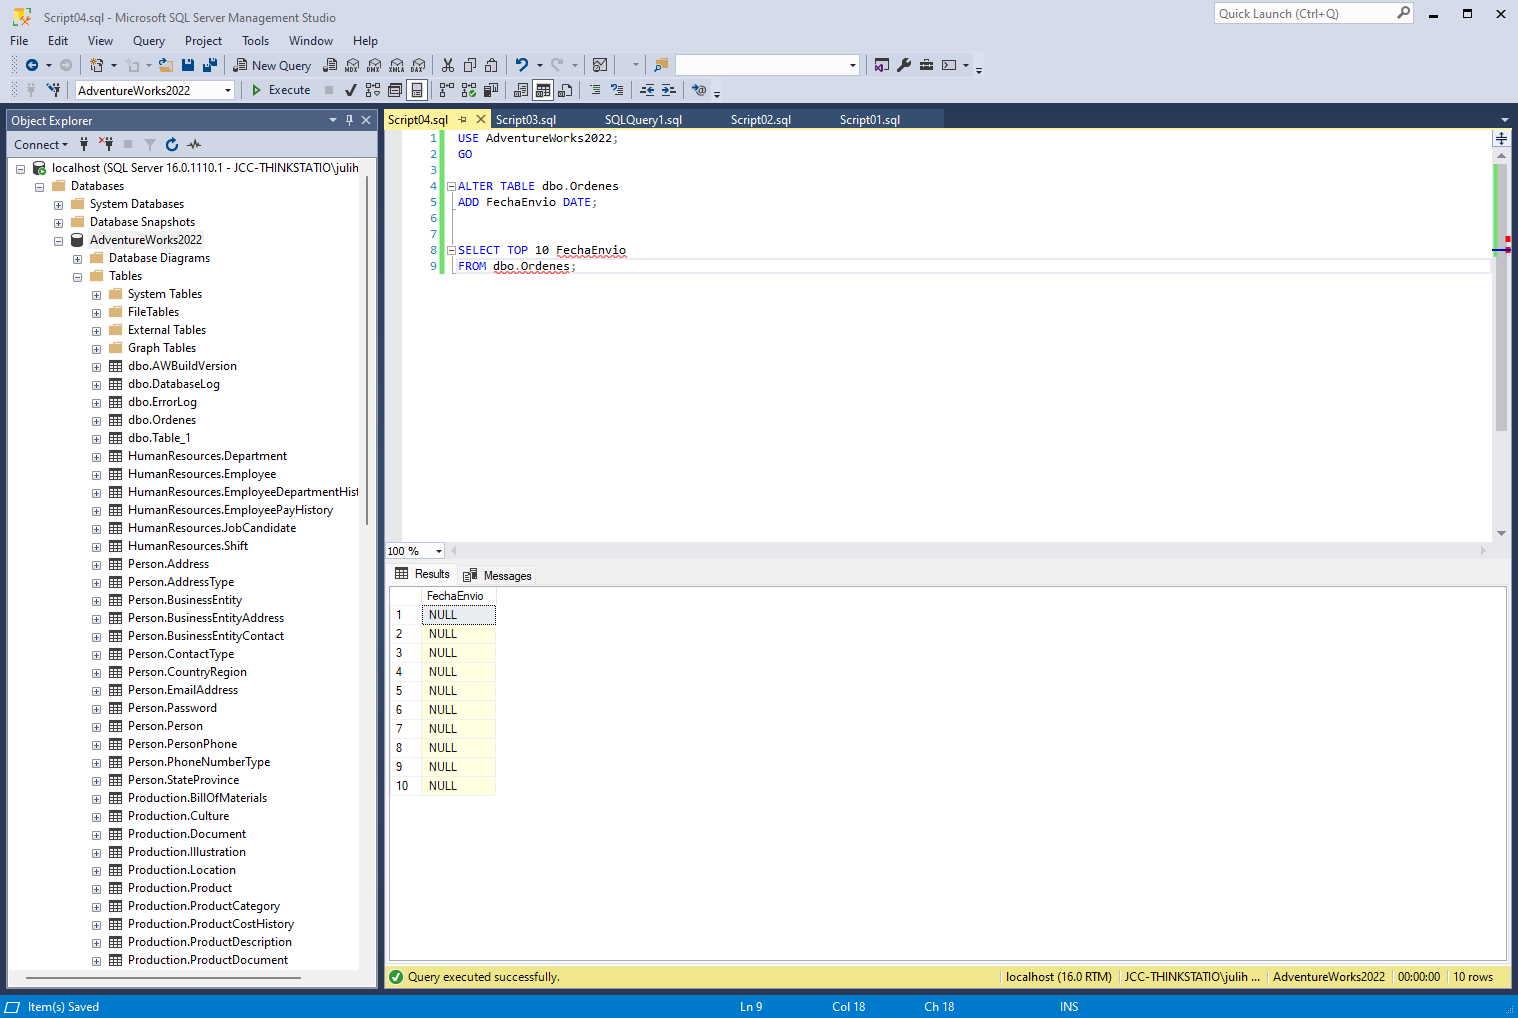 Script04.sql - Microsoft SQL Server Management Studio
Quick Launch (Ctrl+Q)
File Edit View Query Project Tools Window Help
New Query MDX DMX XMLA DAX
AdventureWorks2022 Execute
Object Explorer
Connect
localhost (SQL Server 16.0.1110.1 - JCC-THINKSTATIO\julih
Databases
System Databases
Database Snapshots
AdventureWorks2022
Database Diagrams
Tables
System Tables
FileTables
External Tables
Graph Tables
dbo.AWBuildVersion
dbo.DatabaseLog
dbo.ErrorLog
dbo.Ordenes
dbo.Table_1
HumanResources.Department
HumanResources.Employee
HumanResources.EmployeeDepartmentHist
HumanResources.EmployeePayHistory
HumanResources.JobCandidate
HumanResources.Shift
Person.Address
Person.AddressType
Person.BusinessEntity
Person.BusinessEntityAddress
Person.BusinessEntityContact
Person.ContactType
Person.CountryRegion
Person.EmailAddress
Person.Password
Person.Person
Person.PersonPhone
Person.PhoneNumberType
Person.StateProvince
Production.BillOfMaterials
Production.Culture
Production.Document
Production.Illustration
Production.Location
Production.Product
Production.ProductCategory
Production.ProductCostHistory
Production.ProductDescription
Production.ProductDocument
Script04.sql Script03.sql SQLQuery1.sql Script02.sql Script01.sql
1 USE AdventureWorks2022;
2 GO
3
4 ALTER TABLE dbo.Ordenes
5 ADD FechaEnvio DATE;
6
7
8 SELECT TOP 10 FechaEnvio
9 FROM dbo.Ordenes;
100 %
Results Messages
FechaEnvio
1 NULL
2 NULL
3 NULL
4 NULL
5 NULL
6 NULL
7 NULL
8 NULL
9 NULL
10 NULL
Query executed successfully. localhost (16.0 RTM) JCC-THINKSTATIO\julih ... AdventureWorks2022 00:00:00 10 rows
Item(s) Saved Ln 9 Col 18 Ch 18 INS